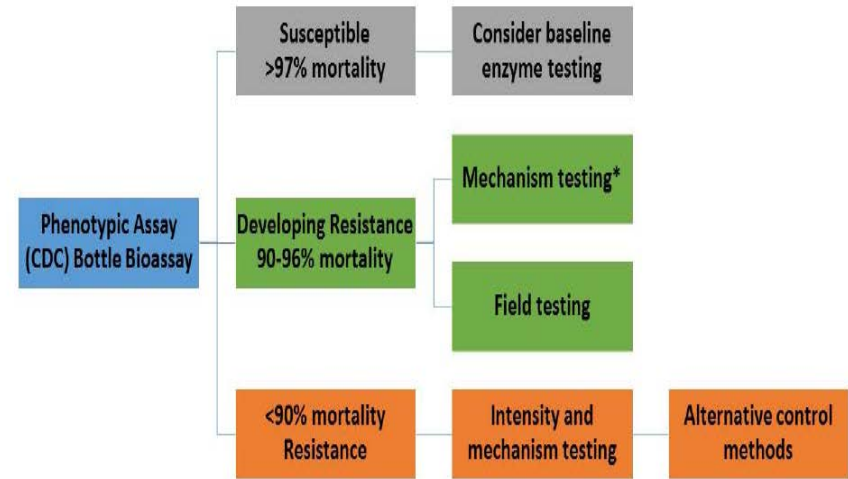 Susceptible
>97% mortality
Consider baseline
enzyme testing
Phenotypic Assay
(CDC) Bottle Bioassay
Developing Resistance
90-96% mortality
Mechanism testing*
Field testing
<90% mortality
Resistance
Intensity and
mechanism testing
Alternative control
methods